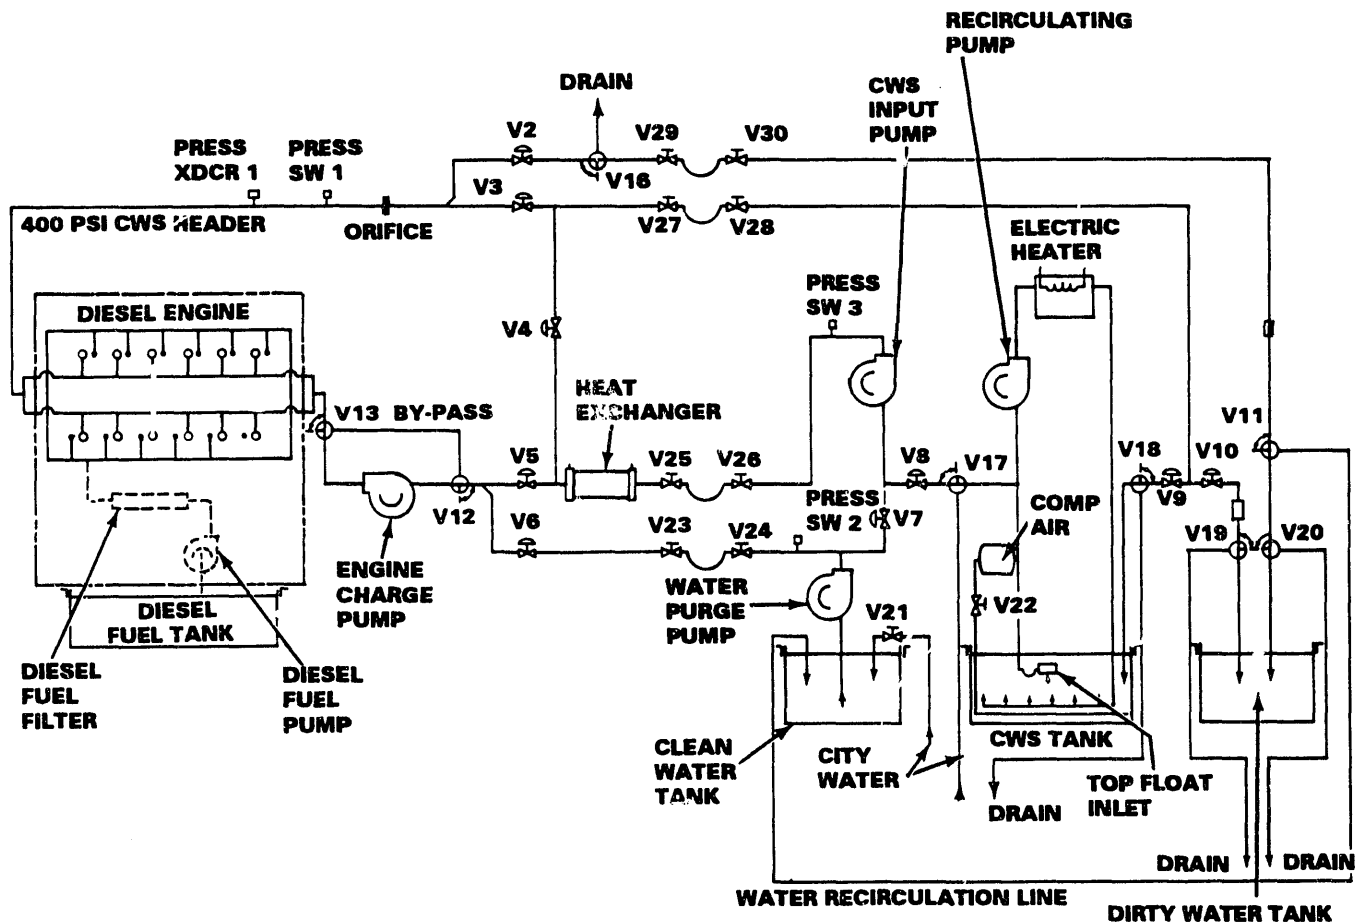 RECIRCULATING
PUMP
DRAIN
CWS
INPUT
PUMP
V2
V29
V30
PRESS
XDCR 1
PRESS
SW 1
V16
V3
400 PSI CWS HEADER
ORIFICE
V27
V28
ELECTRIC
HEATER
DIESEL ENGINE
PRESS
SW 3
V4
HEAT
EXCHANGER
V13 BY-PASS
V11
V5
V25
V26
V8
V17
V18
V10
V9
V12
PRESS
SW 2
V7
COMP
AIR
V6
V23
V24
V19
V20
ENGINE
CHARGE
PUMP
WATER
PURGE
PUMP
V21
V22
DIESEL
FUEL TANK
DIESEL
FUEL
FILTER
DIESEL
FUEL
PUMP
CLEAN
WATER
TANK
CITY
WATER
CWS TANK
DRAIN
TOP FLOAT
INLET
DRAIN
DRAIN
WATER RECIRCULATION LINE
DIRTY WATER TANK